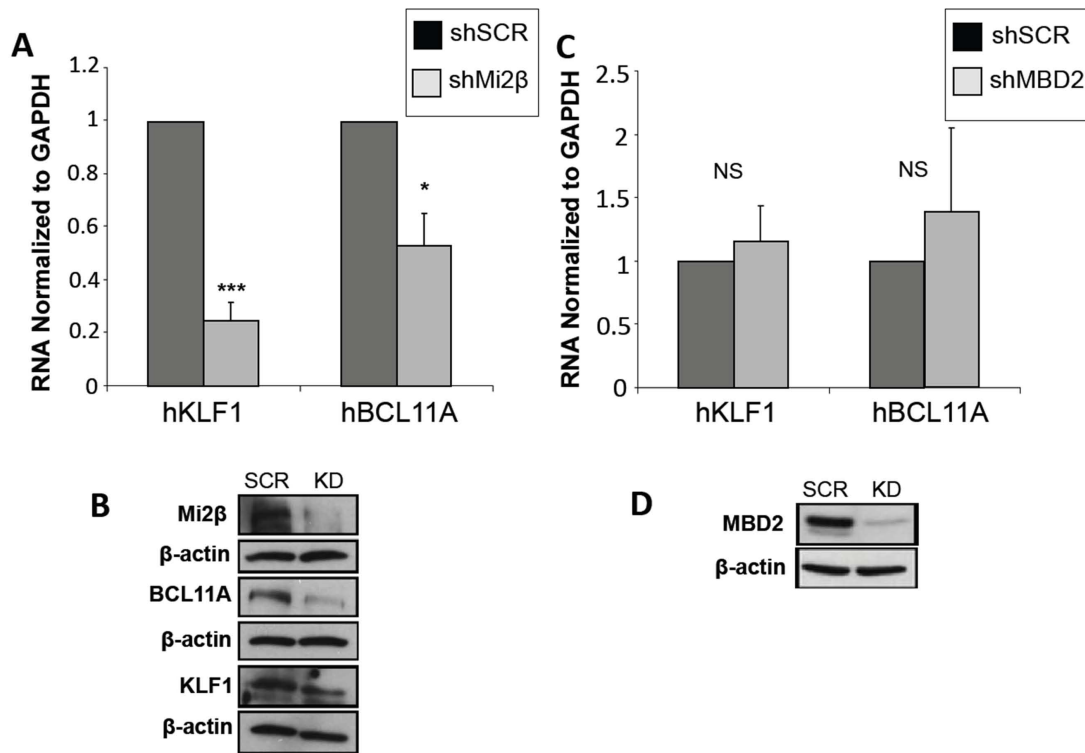 A
shSCR
shMi2β
RNA Normalized to GAPDH
1.2
1
0.8
0.6
0.4
0.2
0
***
*
hKLF1
hBCL11A
C
shSCR
shMBD2
RNA Normalized to GAPDH
2.5
2
1.5
1
0.5
0
NS
NS
hKLF1
hBCL11A
B
SCR KD
Mi2β
β-actin
BCL11A
β-actin
KLF1
β-actin
D
SCR KD
MBD2
β-actin